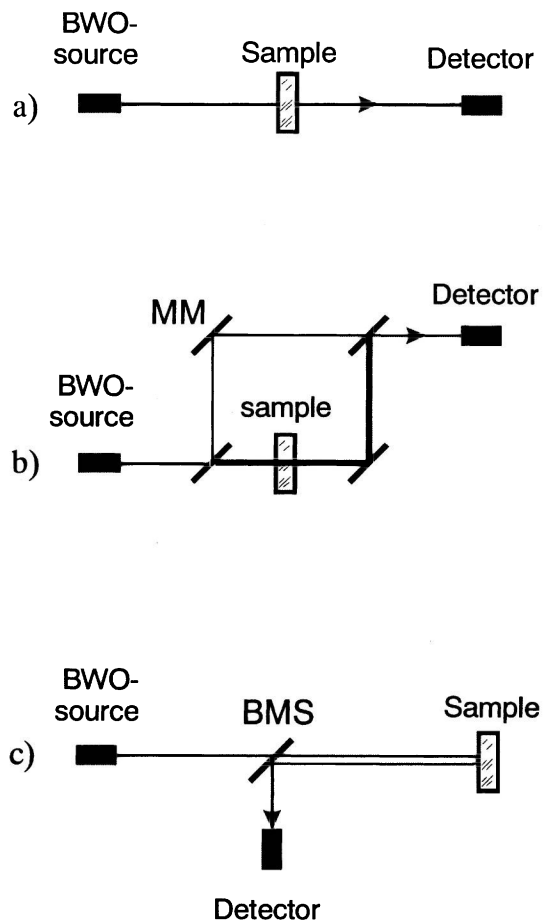 BWO-
source
Sample
Detector
a)
MM
Detector
BWO-
source
sample
b)
BWO-
source
BMS
Sample
c)
Detector